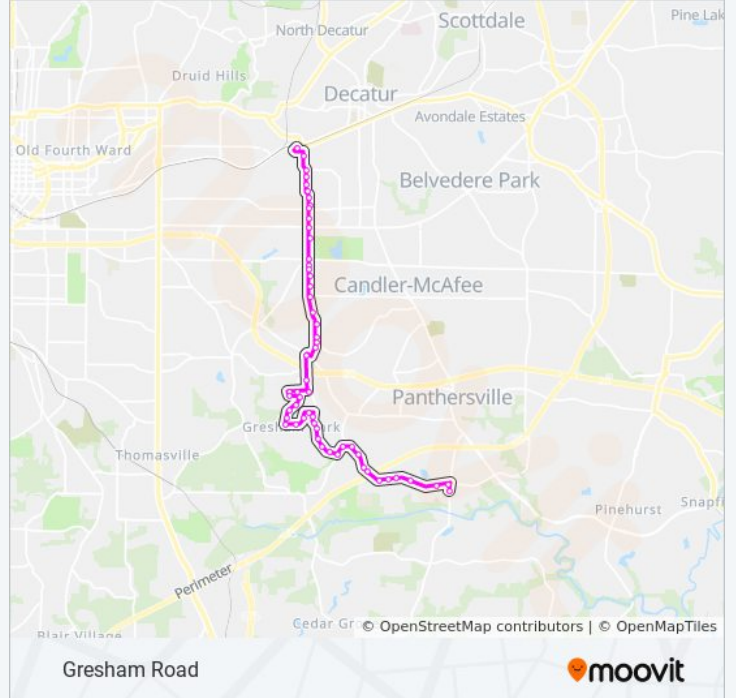 Scottdale
Pine Lak
North Decatur
Druid Hills
Decatur
Avondale Estates
Old Fourth Ward
Belvedere Park
Candler-McAfee
Panthersville
Gresham Park
Thomasville
Pinehurst
Snapfi
Perimeter
Cedar Gro
© OpenStreetMap contributors | © OpenMapTiles
Blair Village
Gresham Road
moovit